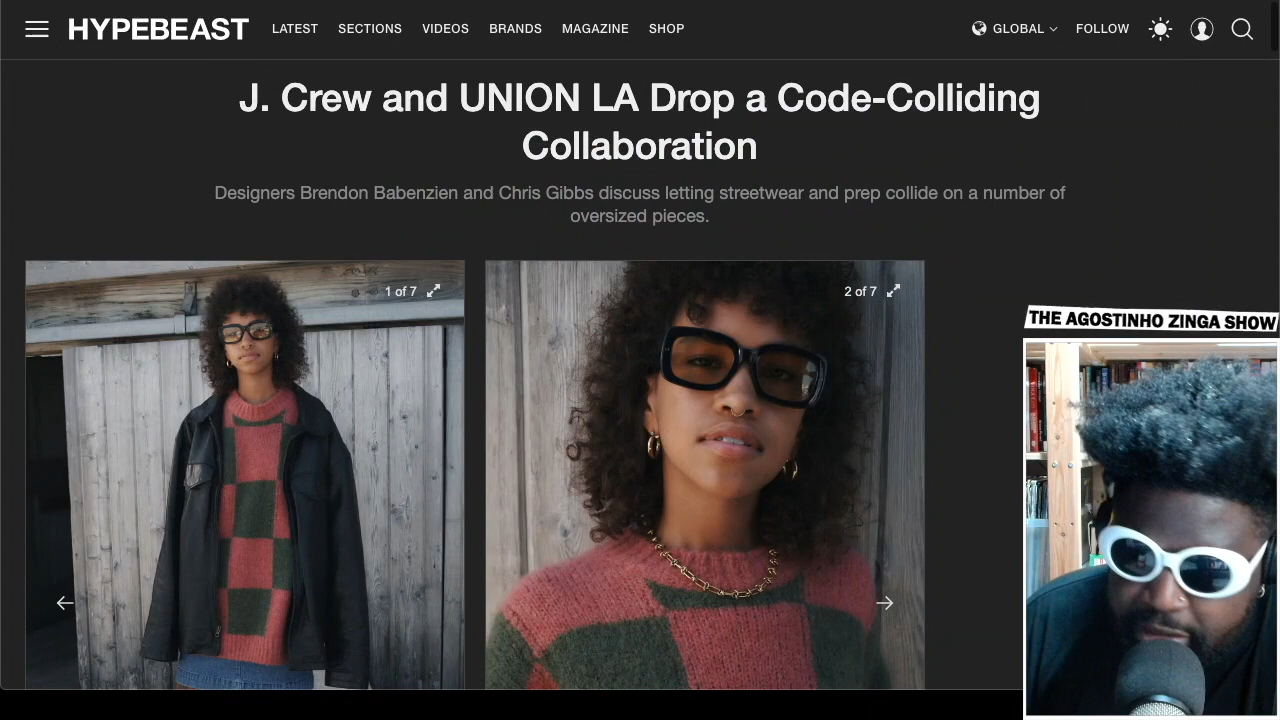 HYPEBEAST
LATEST SECTIONS VIDEOS BRANDS MAGAZINE SHOP
GLOBAL FOLLOW
J. Crew and UNION LA Drop a Code-Colliding
Collaboration
Designers Brendon Babenzien and Chris Gibbs discuss letting streetwear and prep collide on a number of
oversized pieces.
1 of 7
2 of 7
THE AGOSTINHO ZINGA SHOW